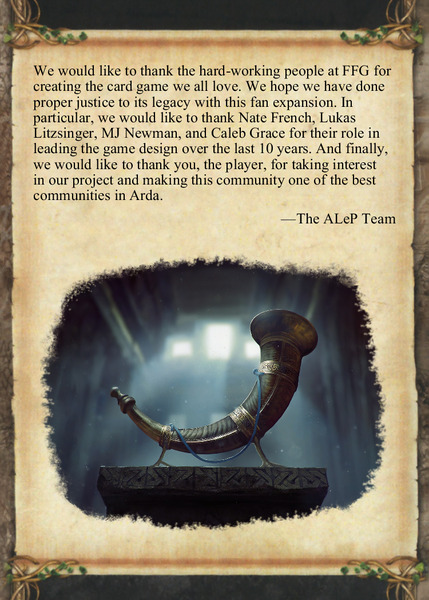 We would like to thank the hard-working people at FFG for
creating the card game we all love. We hope we have done
proper justice to its legacy with this fan expansion. In
particular, we would like to thank Nate French, Lukas
Litzsinger, MJ Newman, and Caleb Grace for their role in
leading the game design over the last 10 years. And finally,
we would like to thank you, the player, for taking interest
in our project and making this community one of the best
communities in Arda.
—The ALeP Team